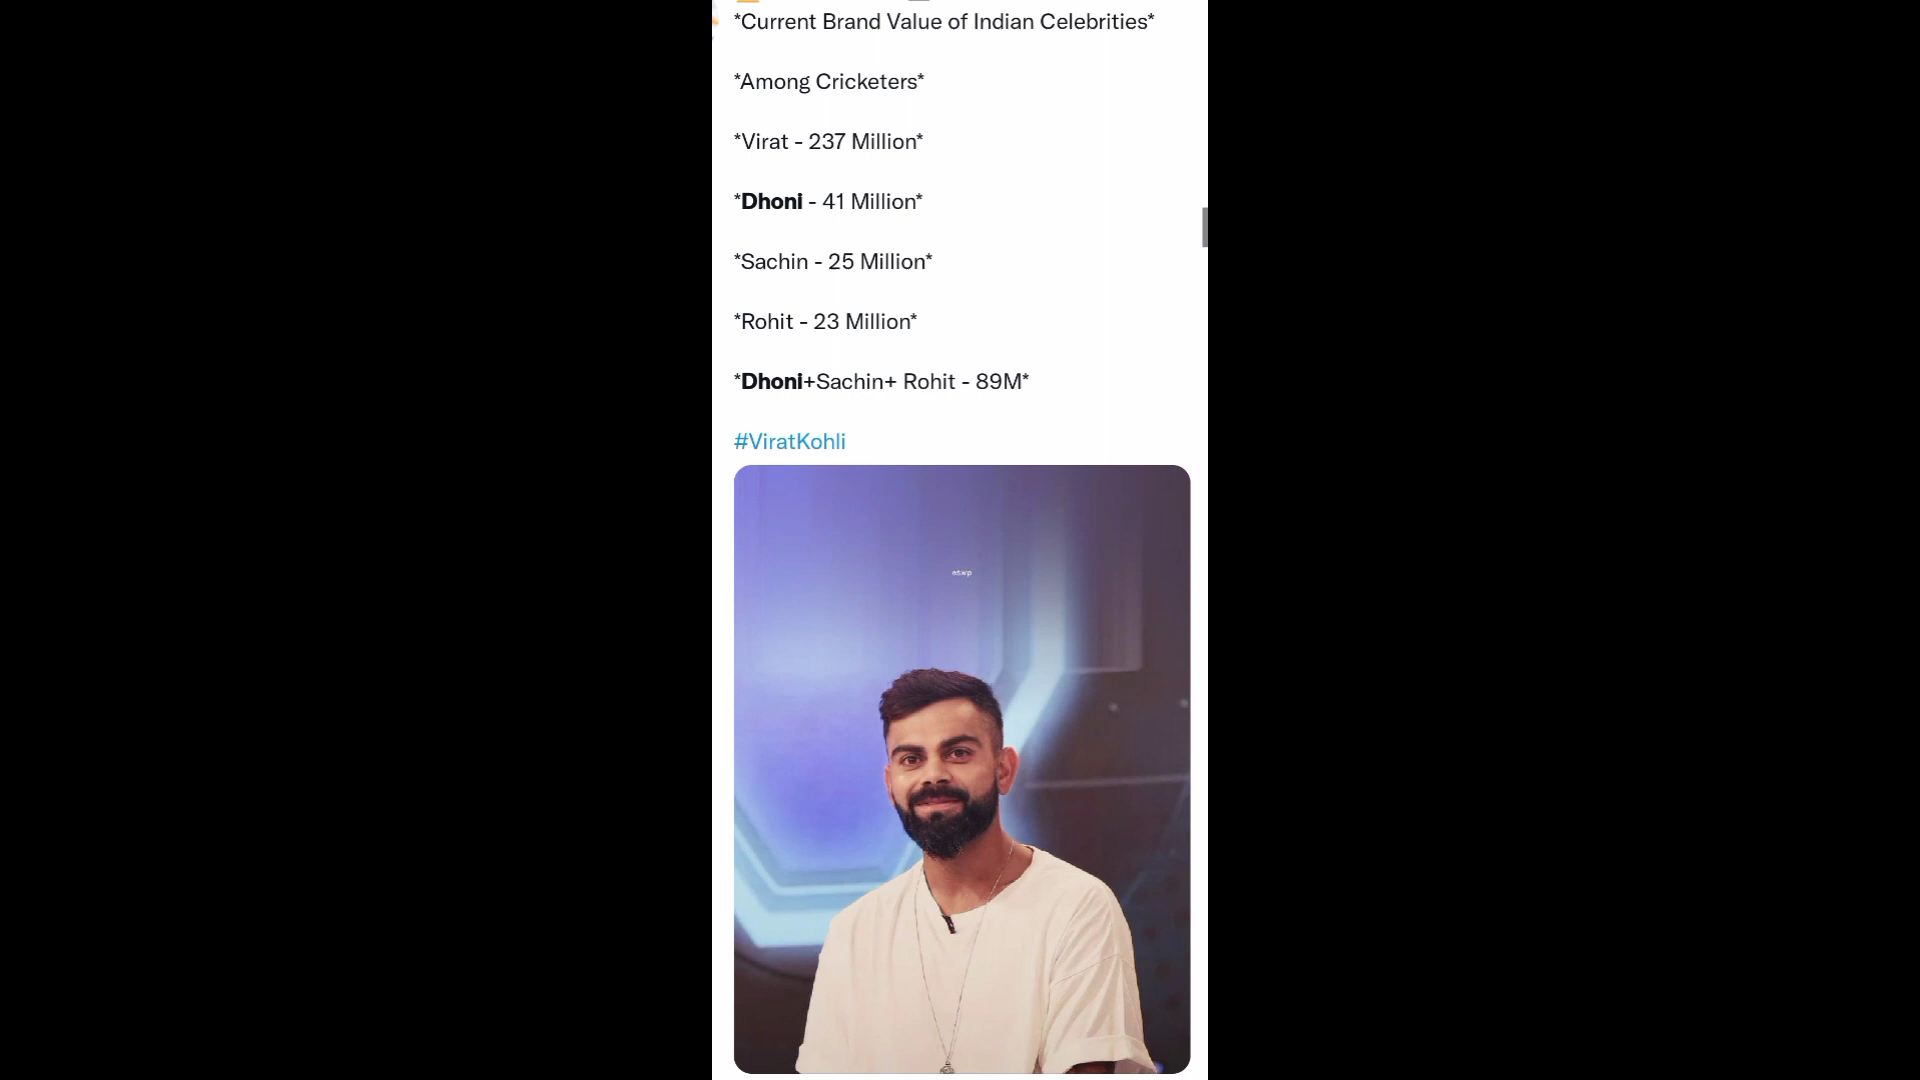 *Current Brand Value of Indian Celebrities*
*Among Cricketers*
*Virat - 237 Million*
*Dhoni - 41 Million*
*Sachin - 25 Million*
*Rohit - 23 Million*
*Dhoni+Sachin+ Rohit - 89M*
#ViratKohli